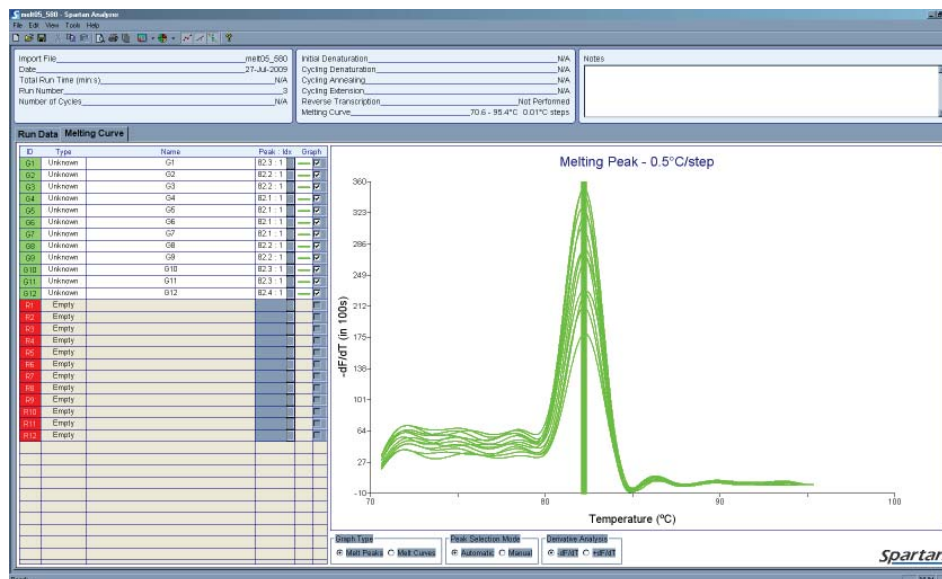 melt05_560 - Spartan Analyzer
File Edit View Tools Help
Import File melt05_560
Date 27-Jul-2009
Total Run Time (min:s) N/A
Run Number 3
Number of Cycles N/A
Initial Denaturation N/A
Cycling Denaturation N/A
Cycling Annealing N/A
Cycling Extension N/A
Reverse Transcription Not Performed
Melting Curve 70.6 - 95.4°C 0.01°C steps
Notes
Run Data Melting Curve
ID Type Name Peak : Idx Graph
G1 Unknown G1 82.3 : 1
G2 Unknown G2 82.2 : 1
G3 Unknown G3 82.2 : 1
G4 Unknown G4 82.1 : 1
G5 Unknown G5 82.1 : 1
G6 Unknown G6 82.1 : 1
G7 Unknown G7 82.1 : 1
G8 Unknown G8 82.2 : 1
G9 Unknown G9 82.2 : 1
G10 Unknown G10 82.3 : 1
G11 Unknown G11 82.3 : 1
G12 Unknown G12 82.4 : 1
R1 Empty
R2 Empty
R3 Empty
R4 Empty
R5 Empty
R6 Empty
R7 Empty
R8 Empty
R9 Empty
R10 Empty
R11 Empty
R12 Empty
Melting Peak - 0.5°C/step
-dF/dT (in 100s)
360
323
286
249
212
175
138
101
64
27
-10
70 80 90 100
Temperature (°C)
Graph Type
Melt Peaks Melt Curves
Peak Selection Mode
Automatic Manual
Derivative Analysis
-dF/dT +dF/dT
Spartan